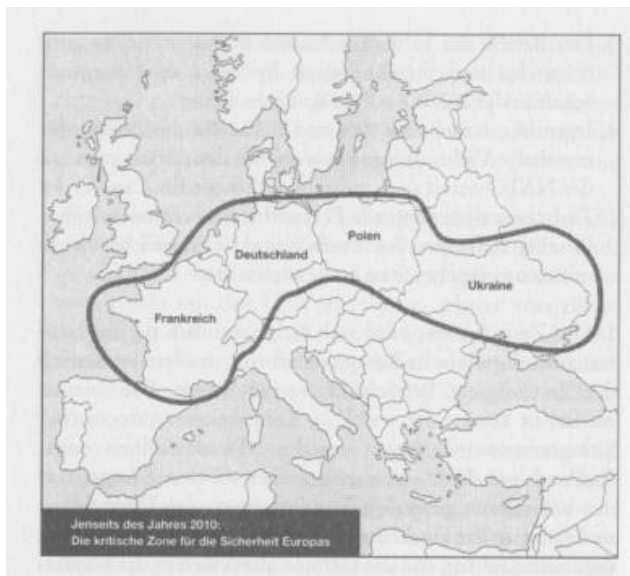 Polen
Deutschland
Ukraine
Frankreich
Jenseits des Jahres 2010:
Die kritische Zone für die Sicherheit Europas